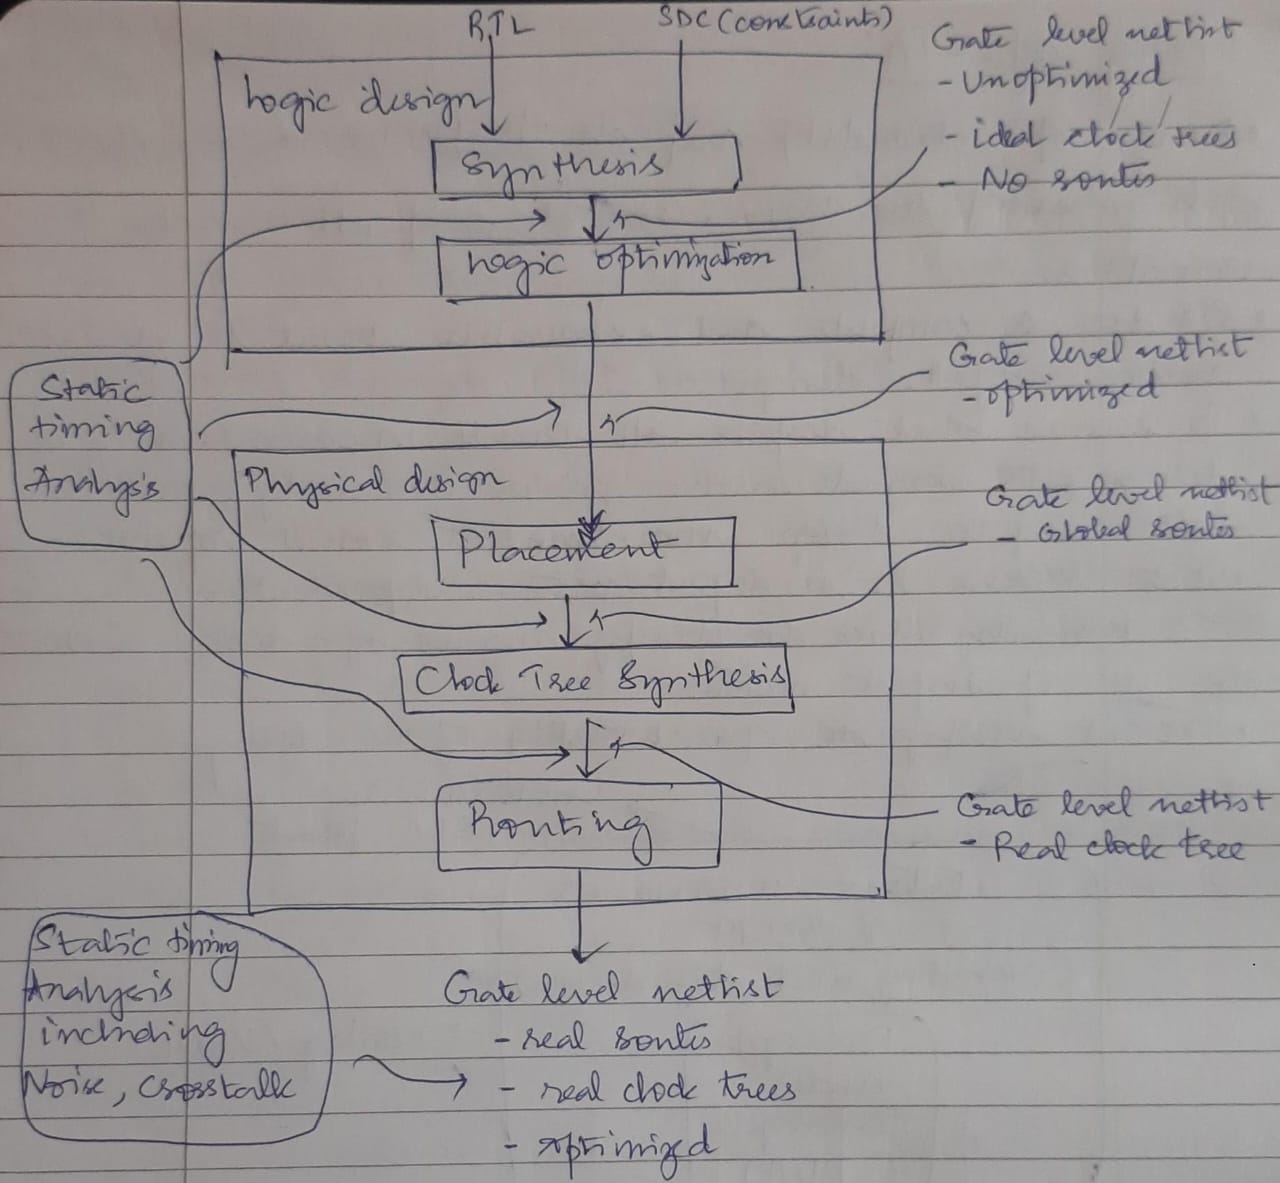 RTL
SDC (constraints)
Logic design
Synthesis
Logic optimization
Gate level netlist
- Unoptimized
- ideal clock trees
- No routes
Gate level netlist
- optimized
Static
timing
Analysis
Physical design
Placement
Gate level netlist
- Global routes
Clock Tree Synthesis
Routing
Gate level netlist
- Real clock tree
Static timing
Analysis
including
Noise, Crosstalk
Gate level netlist
- real routes
- real clock trees
- optimized